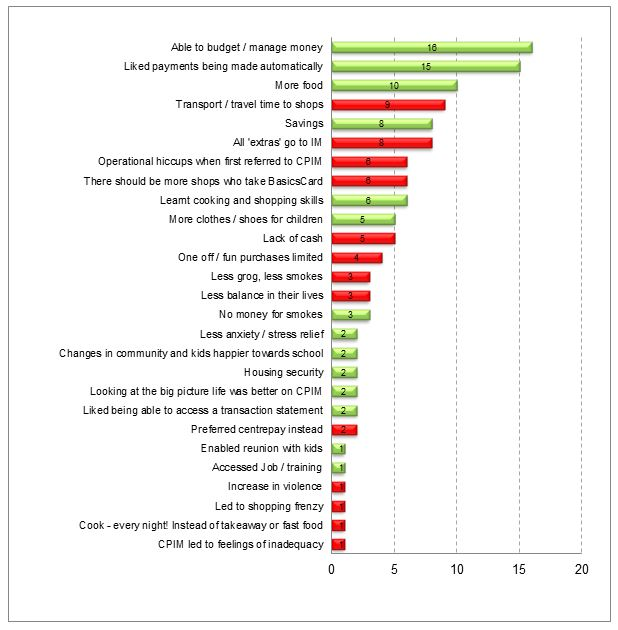 Able to budget / manage money 16
Liked payments being made automatically 15
More food 10
Transport / travel time to shops 9
Savings 8
All 'extras' go to IM 8
Operational hiccups when first referred to CPIM 6
There should be more shops who take BasicsCard 6
Learnt cooking and shopping skills 6
More clothes / shoes for children 5
Lack of cash 5
One off / fun purchases limited 4
Less grog, less smokes 3
Less balance in their lives 3
No money for smokes 3
Less anxiety / stress relief 2
Changes in community and kids happier towards school 2
Housing security 2
Looking at the big picture life was better on CPIM 2
Liked being able to access a transaction statement 2
Preferred centrepay instead 2
Enabled reunion with kids 1
Accessed Job / training 1
Increase in violence 1
Led to shopping frenzy 1
Cook - every night! Instead of takeaway or fast food 1
CPIM led to feelings of inadequacy 1
0 5 10 15 20